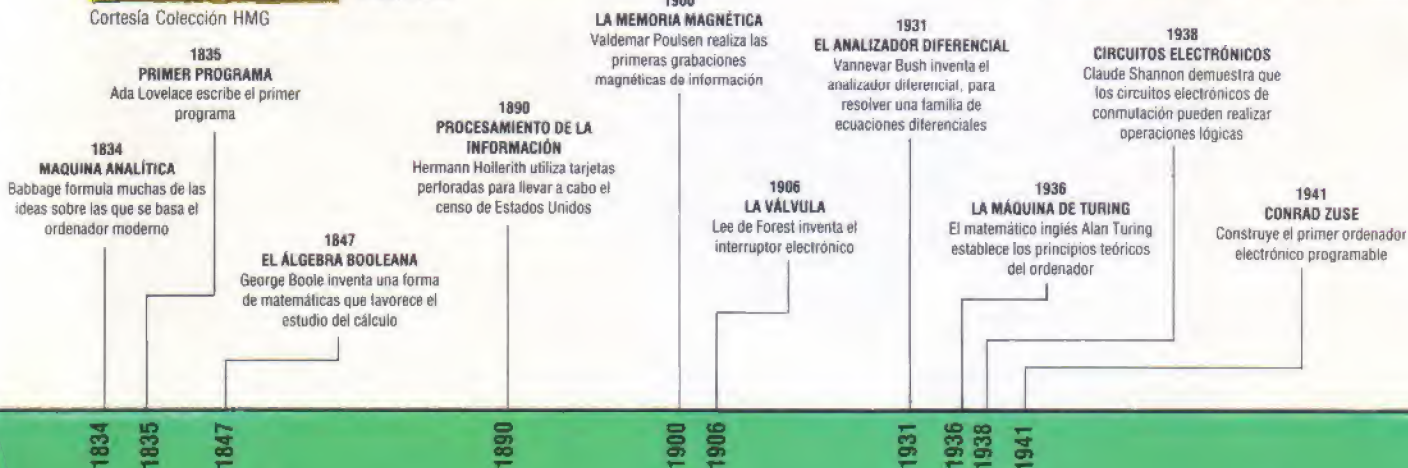 Cortesía Colección HMG
1835
PRIMER PROGRAMA
Ada Lovelace escribe el primer
programa
1834
MAQUINA ANALÍTICA
Babbage formula muchas de las
ideas sobre las que se basa el
ordenador moderno
1847
EL ÁLGEBRA BOOLEANA
George Boole inventa una forma
de matemáticas que favorece el
estudio del cálculo
1890
PROCESAMIENTO DE LA
INFORMACIÓN
Hermann Hollerith utiliza tarjetas
perforadas para llevar a cabo el
censo de Estados Unidos
1900
LA MEMORIA MAGNÉTICA
Valdemar Poulsen realiza las
primeras grabaciones
magnéticas de información
1906
LA VÁLVULA
Lee de Forest inventa el
interruptor electrónico
1931
EL ANALIZADOR DIFERENCIAL
Vannevar Bush inventa el
analizador diferencial, para
resolver una familia de
ecuaciones diferenciales
1936
LA MÁQUINA DE TURING
El matemático inglés Alan Turing
establece los principios teóricos
del ordenador
1938
CIRCUITOS ELECTRÓNICOS
Claude Shannon demuestra que
los circuitos electrónicos de
conmutación pueden realizar
operaciones lógicas
1941
CONRAD ZUSE
Construye el primer ordenador
electrónico programable
1834
1835
1847
1890
1900
1906
1931
1936
1938
1941